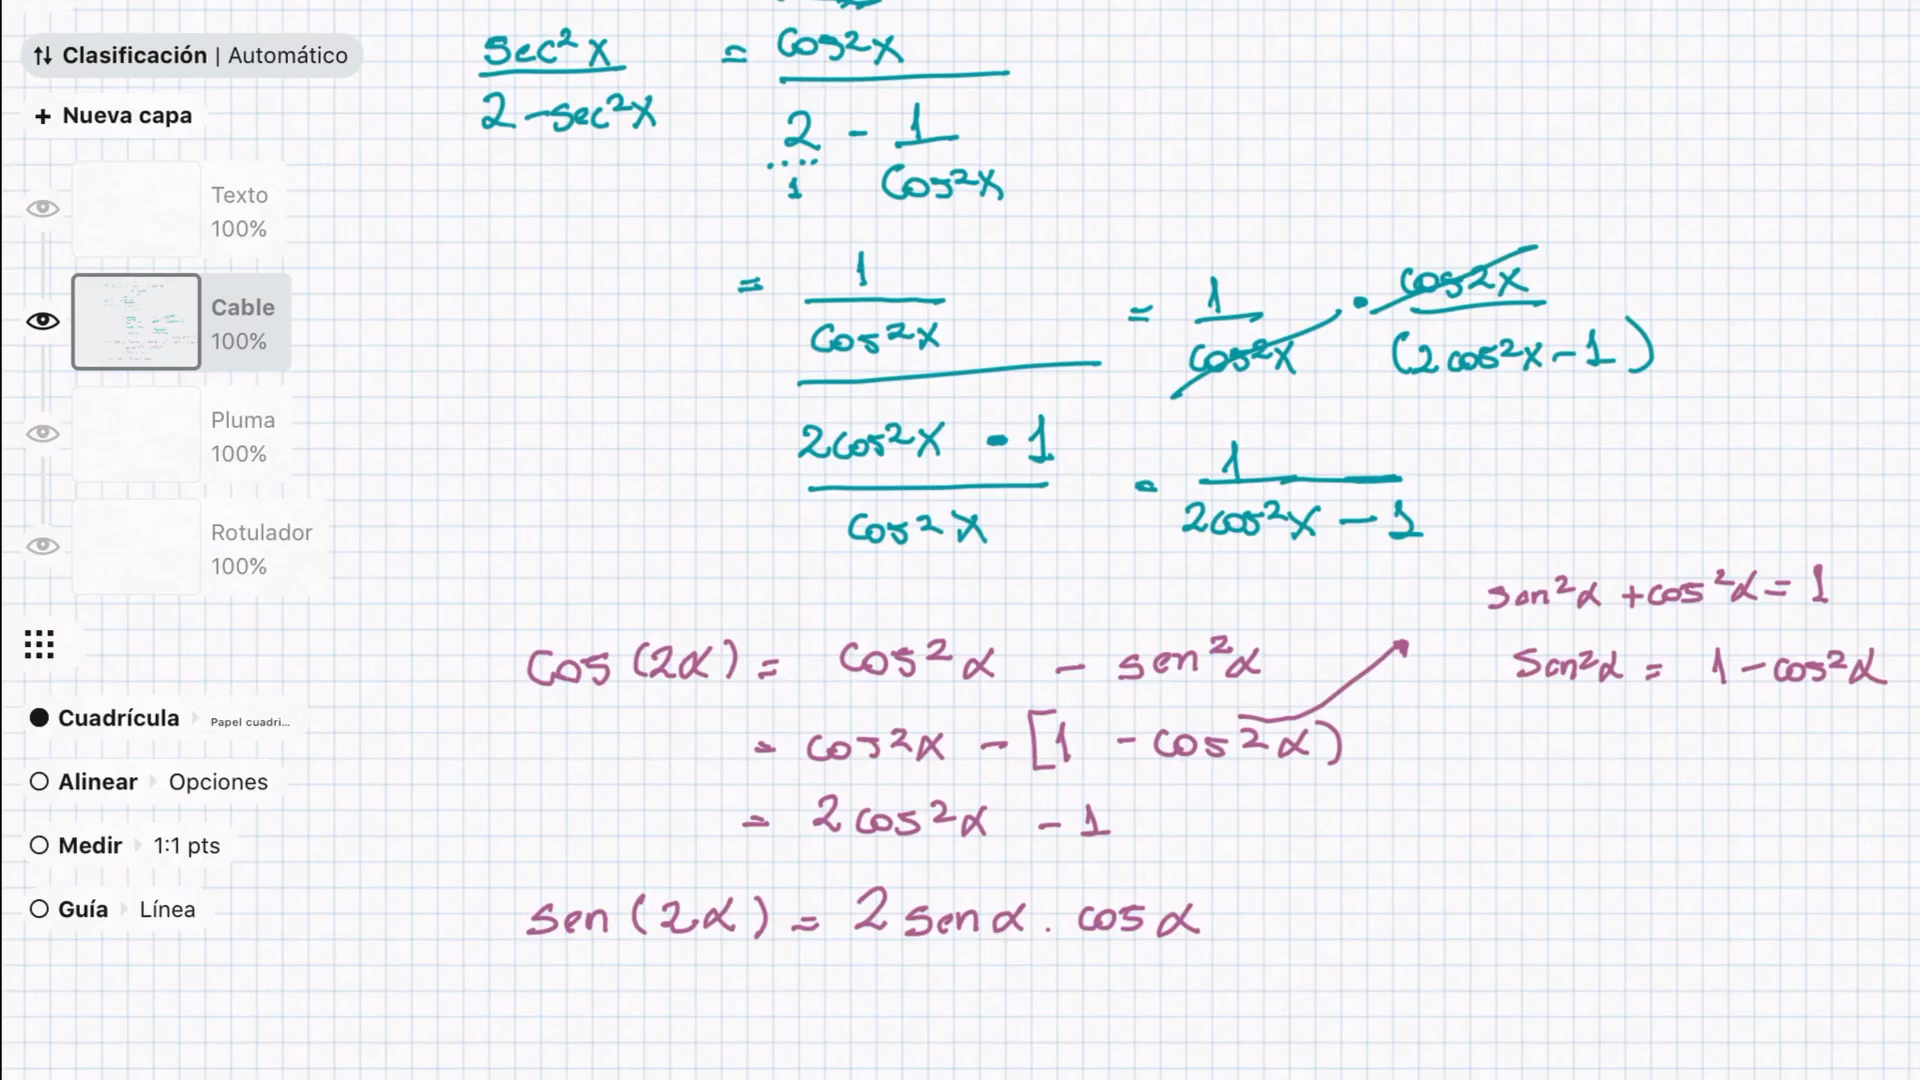 Clasificación | Automático
+ Nueva capa
Texto
100%
Cable
100%
Pluma
100%
Rotulador
100%
Cuadrícula Papel cuadri...
Alinear Opciones
Medir 1:1 pts
Guía Línea
sec²x = cos²x
2-sec²x 2 - 1
1 cos²x
= 1 = 1 . cos²x
cos²x cos²x (2cos²x-1)
2cos²x - 1 = 1
cos²x 2cos²x - 1
sen²α + cos²α = 1
cos(2α) = cos²α - sen²α sen²α = 1 - cos²α
= cos²α - [1 - cos²α)
= 2cos²α - 1
sen(2α) = 2senα . cosα